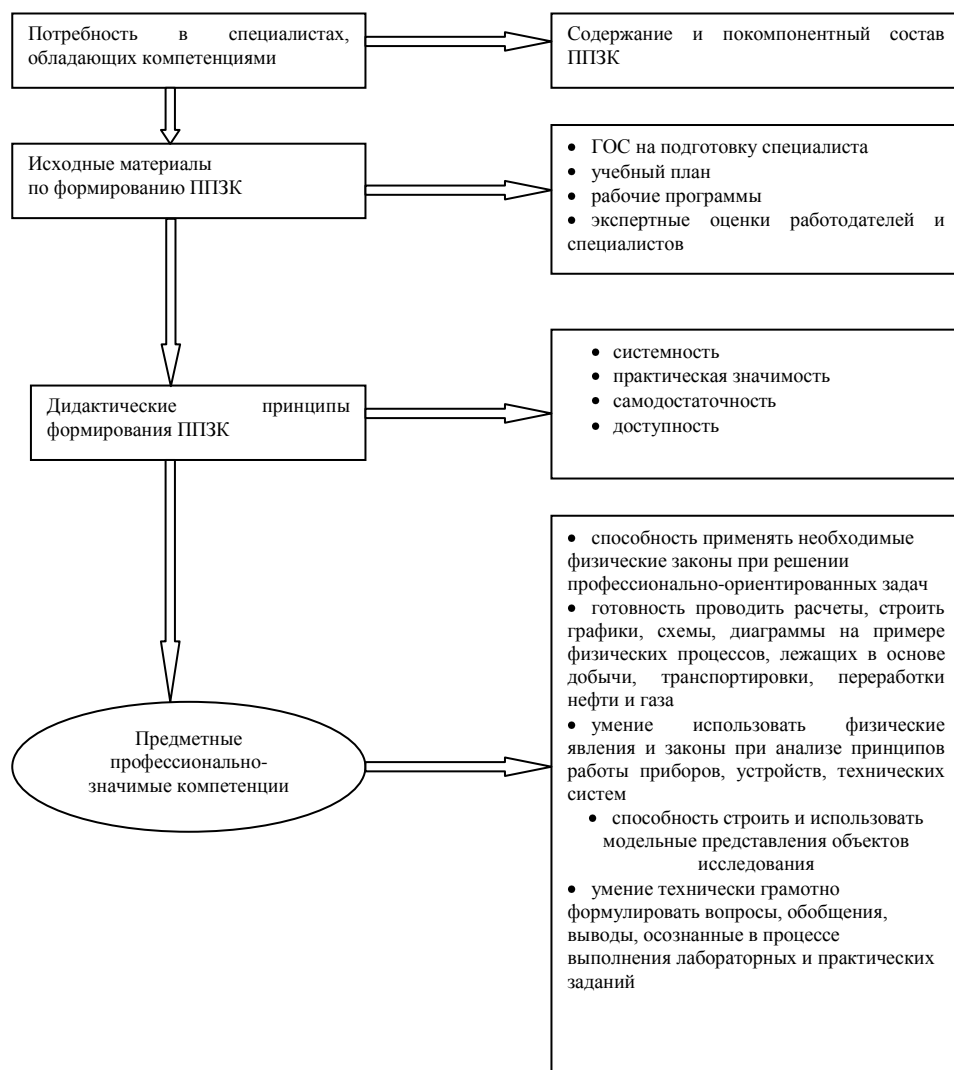 Потребность в специалистах,
обладающих компетенциями
Содержание и покомпонентный состав
ППЗК
Исходные материалы
по формированию ППЗК
• ГОС на подготовку специалиста
• учебный план
• рабочие программы
• экспертные оценки работодателей и
специалистов
Дидактические принципы
формирования ППЗК
• системность
• практическая значимость
• самодостаточность
• доступность
Предметные
профессионально-
значимые компетенции
• способность применять необходимые
физические законы при решении
профессионально-ориентированных задач
• готовность проводить расчеты, строить
графики, схемы, диаграммы на примере
физических процессов, лежащих в основе
добычи, транспортировки, переработки
нефти и газа
• умение использовать физические
явления и законы при анализе принципов
работы приборов, устройств, технических
систем
• способность строить и использовать
модельные представления объектов
исследования
• умение технически грамотно
формулировать вопросы, обобщения,
выводы, осознанные в процессе
выполнения лабораторных и практических
заданий